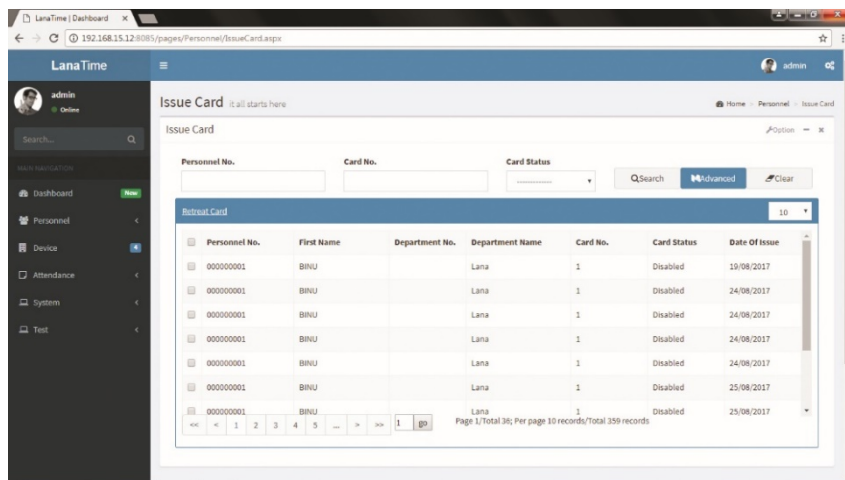 LanaTime | Dashboard
192.168.15.12:8085/pages/Personnel/IssueCard.aspx
LanaTime
admin
admin
Online
Issue Card it all starts here
Home > Personnel > Issue Card
Search...
Issue Card
Option
MAIN NAVIGATION
Personnel No. Card No. Card Status
Search Advanced Clear
Dashboard New
Personnel
Device 4
Attendance
System
Test
Retreat Card 10
Personnel No. First Name Department No. Department Name Card No. Card Status Date Of Issue
000000001 BINU Lana 1 Disabled 19/08/2017
000000001 BINU Lana 1 Disabled 24/08/2017
000000001 BINU Lana 1 Disabled 24/08/2017
000000001 BINU Lana 1 Disabled 24/08/2017
000000001 BINU Lana 1 Disabled 24/08/2017
000000001 BINU Lana 1 Disabled 25/08/2017
000000001 BINU Lana 1 Disabled 25/08/2017
<< < 1 2 3 4 5 ... > >> 1 go Page 1/Total 36; Per page 10 records/Total 359 records